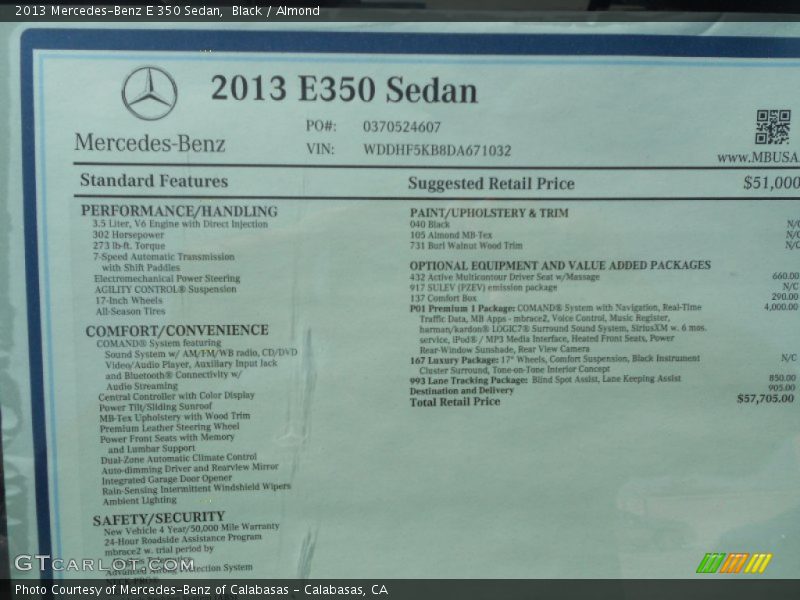 2013 Mercedes-Benz E 350 Sedan, Black / Almond
2013 E350 Sedan
Mercedes-Benz
PO#: 0370524607
VIN: WDDHF5KB8DA671032
www.MBUSA.
Standard Features
Suggested Retail Price $51,000
PERFORMANCE/HANDLING
3.5 Liter, V6 Engine with Direct Injection
302 Horsepower
273 lb-ft. Torque
7-Speed Automatic Transmission
with Shift Paddles
Electromechanical Power Steering
AGILITY CONTROL® Suspension
17-Inch Wheels
All-Season Tires
COMFORT/CONVENIENCE
COMAND® System featuring
Sound System w/ AM/FM/WB radio, CD/DVD
Video/Audio Player, Auxiliary Input Jack
and Bluetooth® Connectivity w/
Audio Streaming
Central Controller with Color Display
Power Tilt/Sliding Sunroof
MB-Tex Upholstery with Wood Trim
Premium Leather Steering Wheel
Power Front Seats with Memory
and Lumbar Support
Dual-Zone Automatic Climate Control
Auto-dimming Driver and Rearview Mirror
Integrated Garage Door Opener
Rain-Sensing Intermittent Windshield Wipers
Ambient Lighting
SAFETY/SECURITY
New Vehicle 4 Year/50,000 Mile Warranty
24-Hour Roadside Assistance Program
mbrace2 w. trial period by
Advanced Airbag Protection System
PAINT/UPHOLSTERY & TRIM
040 Black N/C
105 Almond MB-Tex N/C
731 Burl Walnut Wood Trim N/C
OPTIONAL EQUIPMENT AND VALUE ADDED PACKAGES
432 Active Multicontour Driver Seat w/Massage 660.00
917 SULEV (PZEV) emission package N/C
137 Comfort Box 290.00
P01 Premium 1 Package: COMAND® System with Navigation, Real-Time 4,000.00
Traffic Data, MB Apps - mbrace2, Voice Control, Music Register,
harman/kardon® LOGIC7® Surround Sound System, SiriusXM w. 6 mos.
service, iPod® / MP3 Media Interface, Heated Front Seats, Power
Rear-Window Sunshade, Rear View Camera
167 Luxury Package: 17" Wheels, Comfort Suspension, Black Instrument N/C
Cluster Surround, Tone-on-Tone Interior Concept
993 Lane Tracking Package: Blind Spot Assist, Lane Keeping Assist 850.00
Destination and Delivery 905.00
Total Retail Price $57,705.00
GTCARLOT.COM
Photo Courtesy of Mercedes-Benz of Calabasas - Calabasas, CA